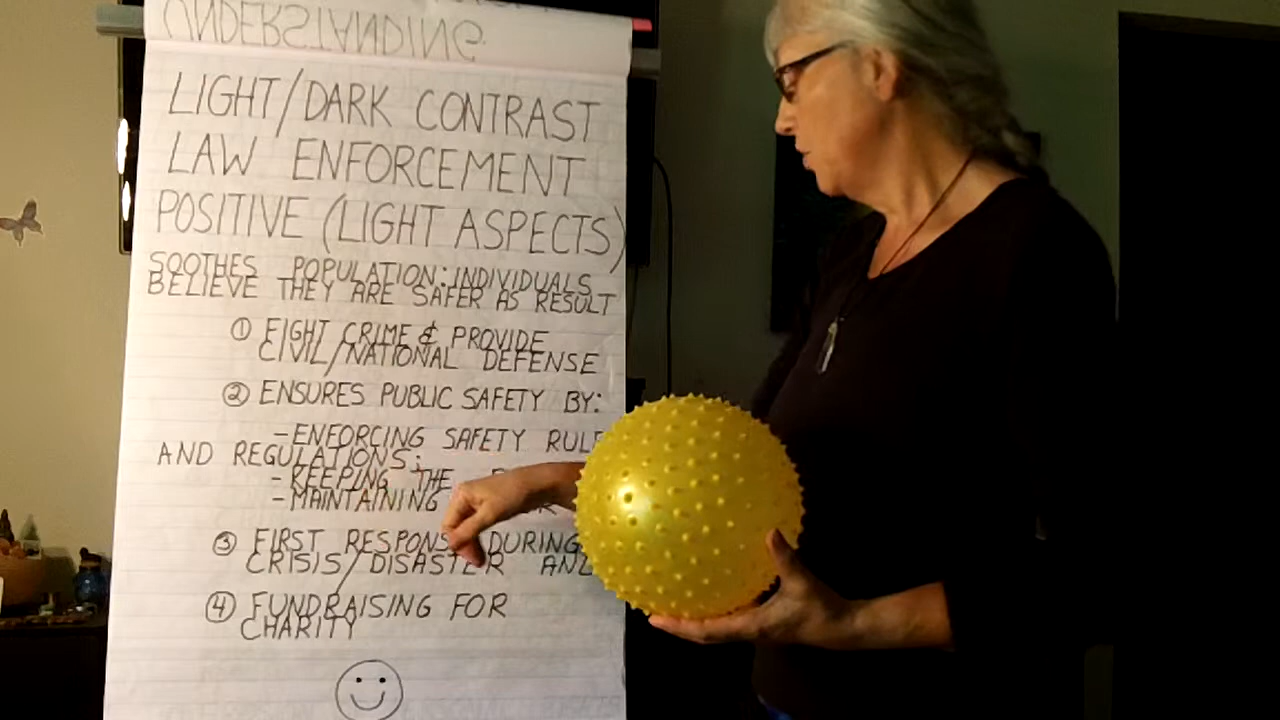 UNDERSTANDING
LIGHT/DARK CONTRAST
LAW ENFORCEMENT
POSITIVE (LIGHT ASPECTS)
SOOTHES POPULATION: INDIVIDUALS
BELIEVE THEY ARE SAFER AS RESULT
① FIGHT CRIME & PROVIDE
CIVIL/NATIONAL DEFENSE
② ENSURES PUBLIC SAFETY BY:
- ENFORCING SAFETY RULE
AND REGULATIONS;
- KEEPING THE
- MAINTAINING
③ FIRST RESPONS DURING
CRISIS/DISASTER AND
④ FUNDRAISING FOR
CHARITY